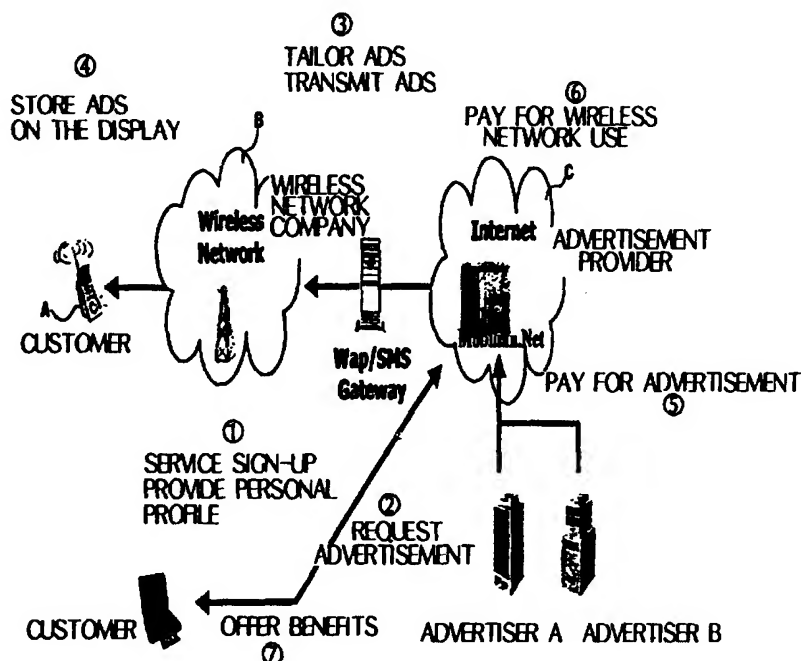 ③
TAILOR ADS
TRANSMIT ADS
④
STORE ADS
ON THE DISPLAY
⑥
PAY FOR WIRELESS
NETWORK USE
B
C
WIRELESS
NETWORK
COMPANY
Wireless
Network
Internet
ADVERTISEMENT
PROVIDER
A
CUSTOMER
Wap/SMS
Gateway
PAY FOR ADVERTISEMENT
⑤
①
SERVICE SIGN-UP
PROVIDE PERSONAL
PROFILE
②
REQUEST
ADVERTISEMENT
CUSTOMER
OFFER BENEFITS
⑦
ADVERTISER A ADVERTISER B